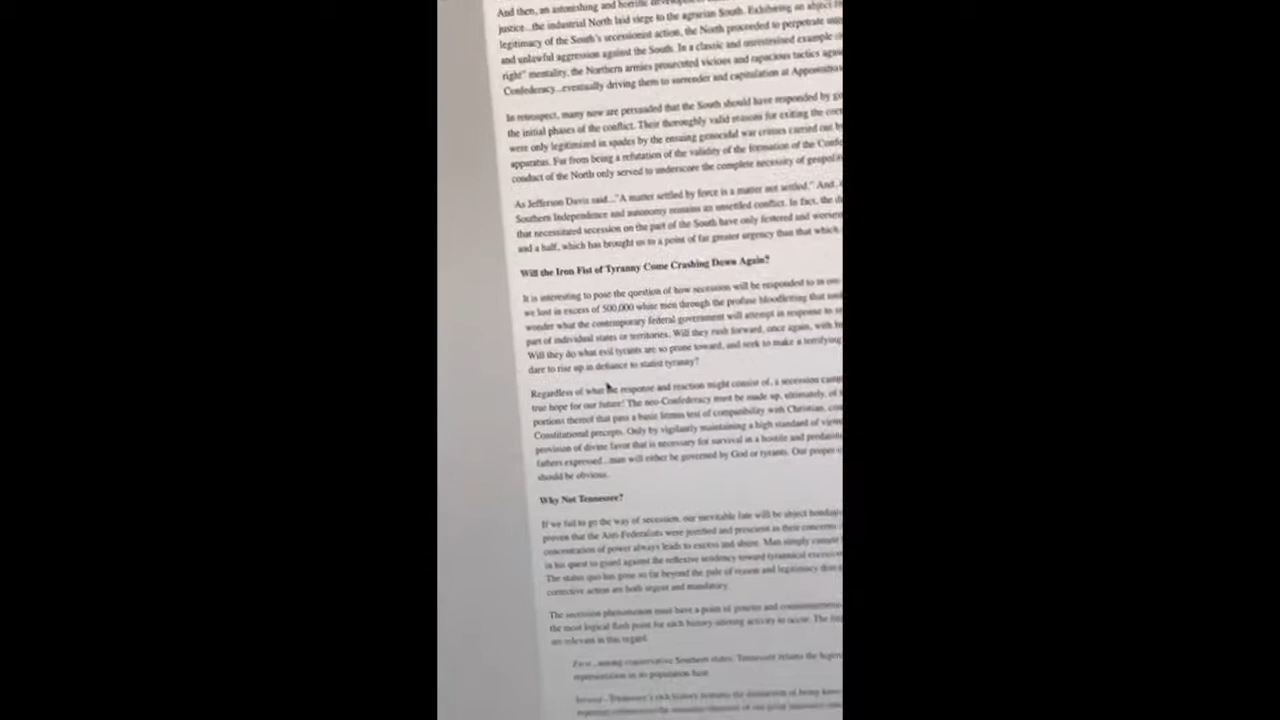 And then, an astonishing and horrific
justice...the industrial North laid siege to the agrarian South. Exhibiting an abject
legitimacy of the South's secessionist action, the North proceeded to perpetrate
and unlawful aggression against the South. In a classic and unrestrained example
right" mentality, the Northern armies prosecuted vicious and rapacious tactics
Confederacy...eventually driving them to surrender and capitulation at
In retrospect, many now are persuaded that the South should have responded by
the initial phases of the conflict. Their thoroughly valid reasons for exiting the
were only legitimized in spades by the ensuing genocidal war crimes carried out
apparatus. Far from being a refutation of the validity of the formation of the
conduct of the North only served to underscore the complete necessity of
As Jefferson Davis said..."A matter settled by force is a matter not settled." And,
Southern Independence and autonomy remains an unsettled conflict. In fact, the
that necessitated secession on the part of the South have only festered and
and a half, which has brought us to a point of far greater urgency than that which
Will the Iron Fist of Tyranny Come Crashing Down Again?
It is interesting to pose the question of how secession will be responded to in
we lost in excess of 500,000 white men through the profuse bloodletting that
wonder what the contemporary federal government will attempt in response to
part of individual states or territories. Will they rush forward, once again, with
Will they do what evil tyrants are so prone toward, and seek to make a terrifying
dare to rise up in defiance to statist tyranny?
Regardless of what the response and reaction might consist of, a secession
true hope for our future! The neo-Confederacy must be made up, ultimately, of
portions thereof that pass a basic litmus test of compatibility with Christian,
Constitutional precepts. Only by vigilantly maintaining a high standard of
provision of divine favor that is necessary for survival in a hostile and
fathers expressed...man will either be governed by God or tyrants. Our proper
should be obvious.
Why Not Tennessee?
If we fail to go the way of secession, our inevitable fate will be abject
proven that the Anti-Federalists were justified and prescient in their concerns
concentration of power always leads to excess and abuse. Man simply cannot
in his quest to guard against the reflexive tendency toward tyrannical
The status quo has gone so far beyond the pale of reason and legitimacy that
corrective action are both urgent and mandatory.
The secession phenomenon must have a point of genesis and
the most logical flash point for such history-altering activity to occur. The
are relevant in this regard.
First...among conservative Southern states, Tennessee retains the
representation in its population base.
Tennessee's rich history the distinction of being